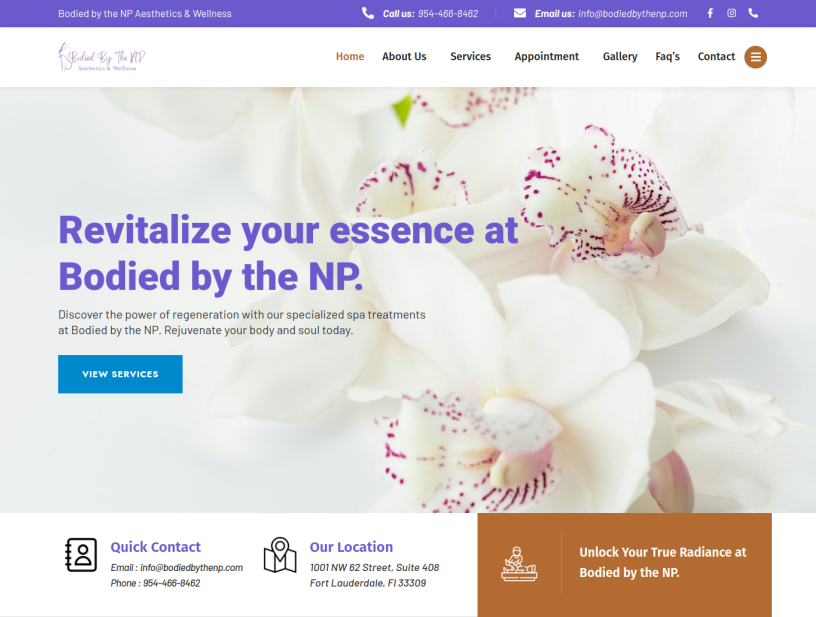 Bodied by the NP Aesthetics & Wellness
Call us: 954-466-8462
Email us: info@bodiedbythenp.com
Bodied By The NP
Aesthetics & Wellness
Home About Us Services Appointment Gallery Faq's Contact
Revitalize your essence at
Bodied by the NP.
Discover the power of regeneration with our specialized spa treatments
at Bodied by the NP. Rejuvenate your body and soul today.
VIEW SERVICES
Quick Contact
Email : info@bodiedbythenp.com
Phone : 954-466-8462
Our Location
1001 NW 62 Street, Suite 408
Fort Lauderdale, Fl 33309
Unlock Your True Radiance at
Bodied by the NP.